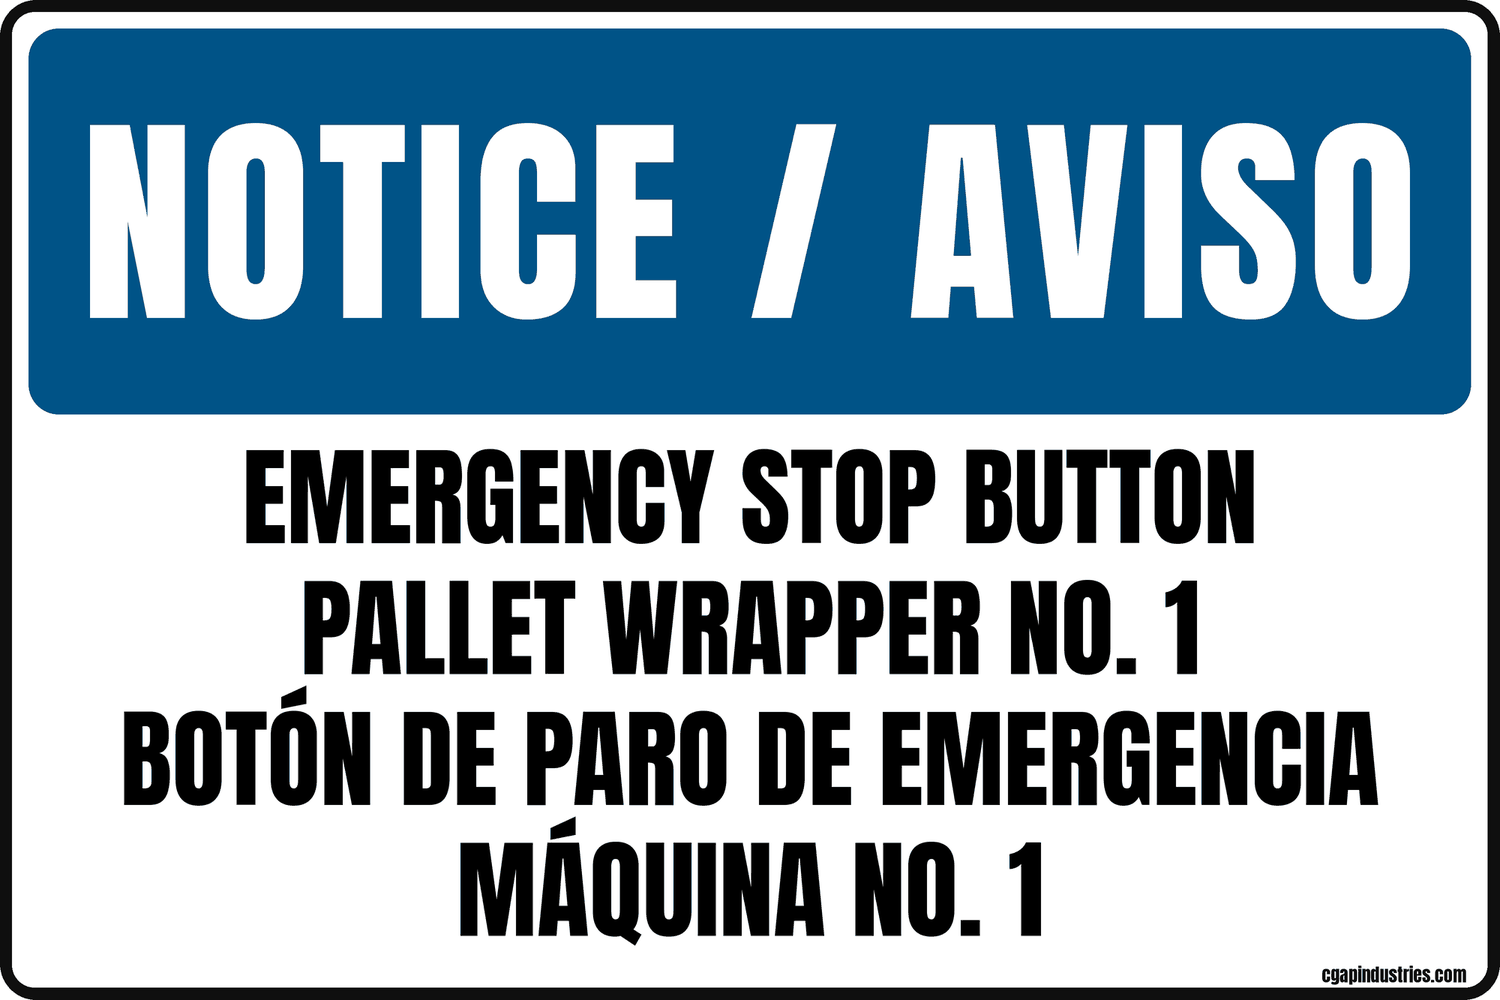 NOTICE / AVISO
EMERGENCY STOP BUTTON
PALLET WRAPPER NO. 1
BOTÓN DE PARO DE EMERGENCIA
MÁQUINA NO. 1
cgapindustries.com